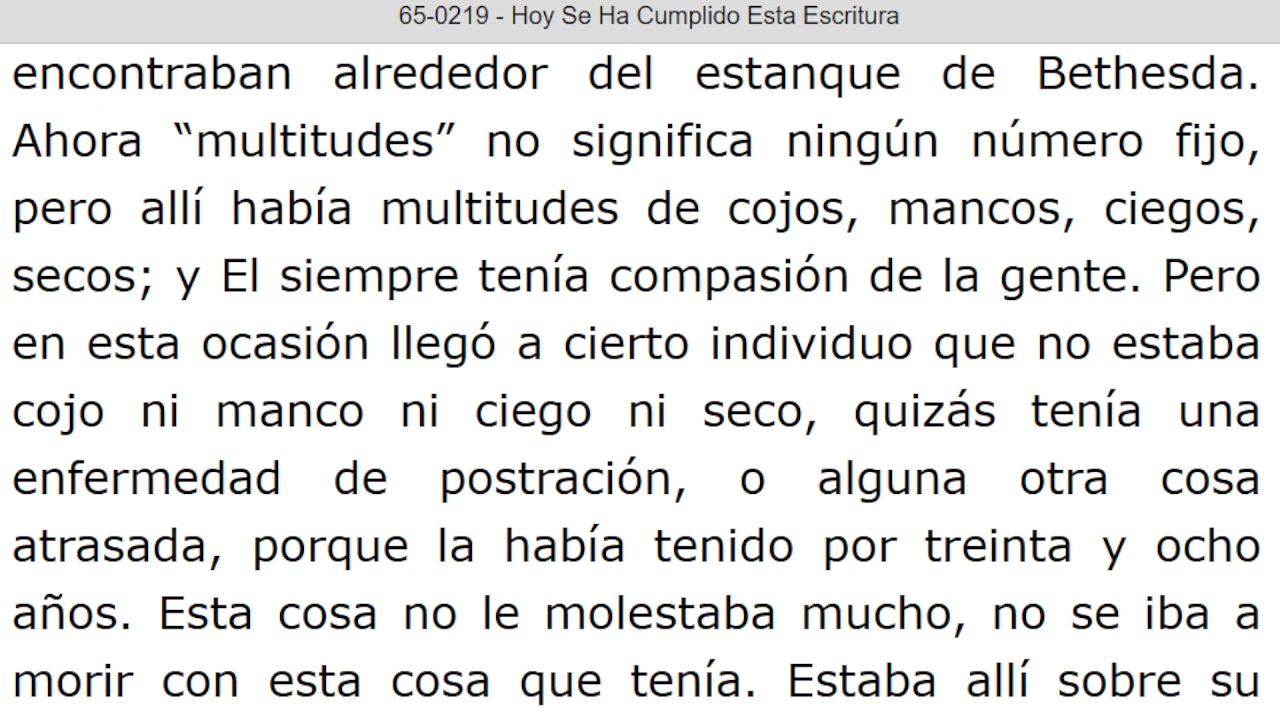 65-0219 - Hoy Se Ha Cumplido Esta Escritura
encontraban alrededor del estanque de Bethesda.
Ahora “multitudes” no significa ningún número fijo,
pero allí había multitudes de cojos, mancos, ciegos,
secos; y El siempre tenía compasión de la gente. Pero
en esta ocasión llegó a cierto individuo que no estaba
cojo ni manco ni ciego ni seco, quizás tenía una
enfermedad de postración, o alguna otra cosa
atrasada, porque la había tenido por treinta y ocho
años. Esta cosa no le molestaba mucho, no se iba a
morir con esta cosa que tenía. Estaba allí sobre su